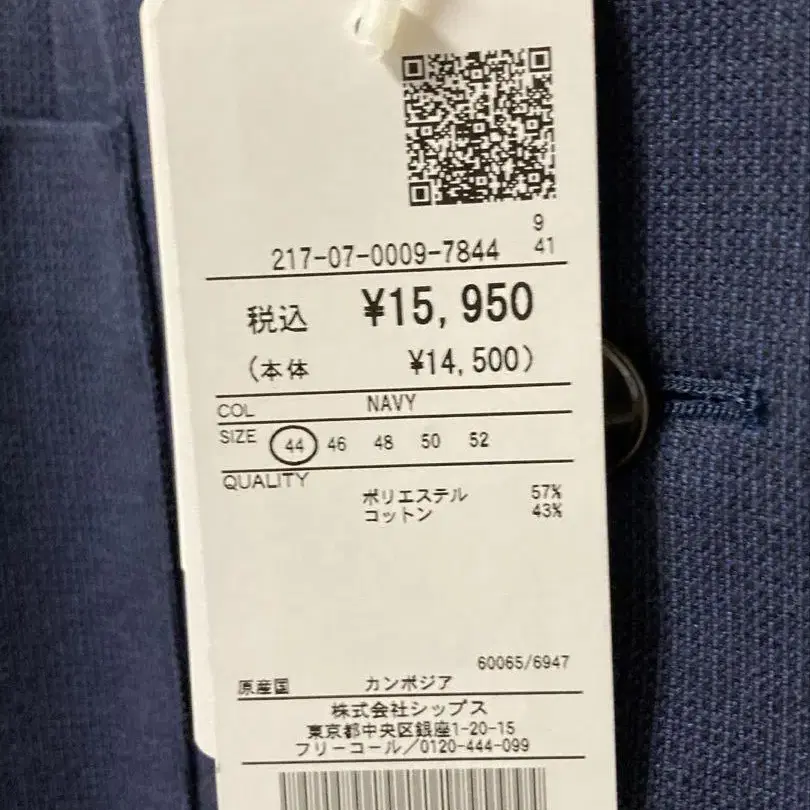 9
217-07-0009-7844 41
税込 ¥15,950
(本体 ¥14,500)
COL NAVY
SIZE 44 46 48 50 52
QUALITY
ポリエステル 57%
コットン 43%
60065/6947
原産国 カンボジア
株式会社シップス
東京都中央区銀座1-20-15
フリーコール/0120-444-099